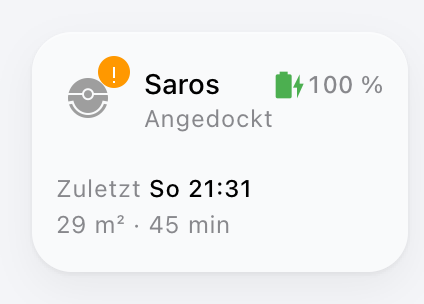 !
Saros 100 %
Angedockt
Zuletzt So 21:31
29 m² · 45 min